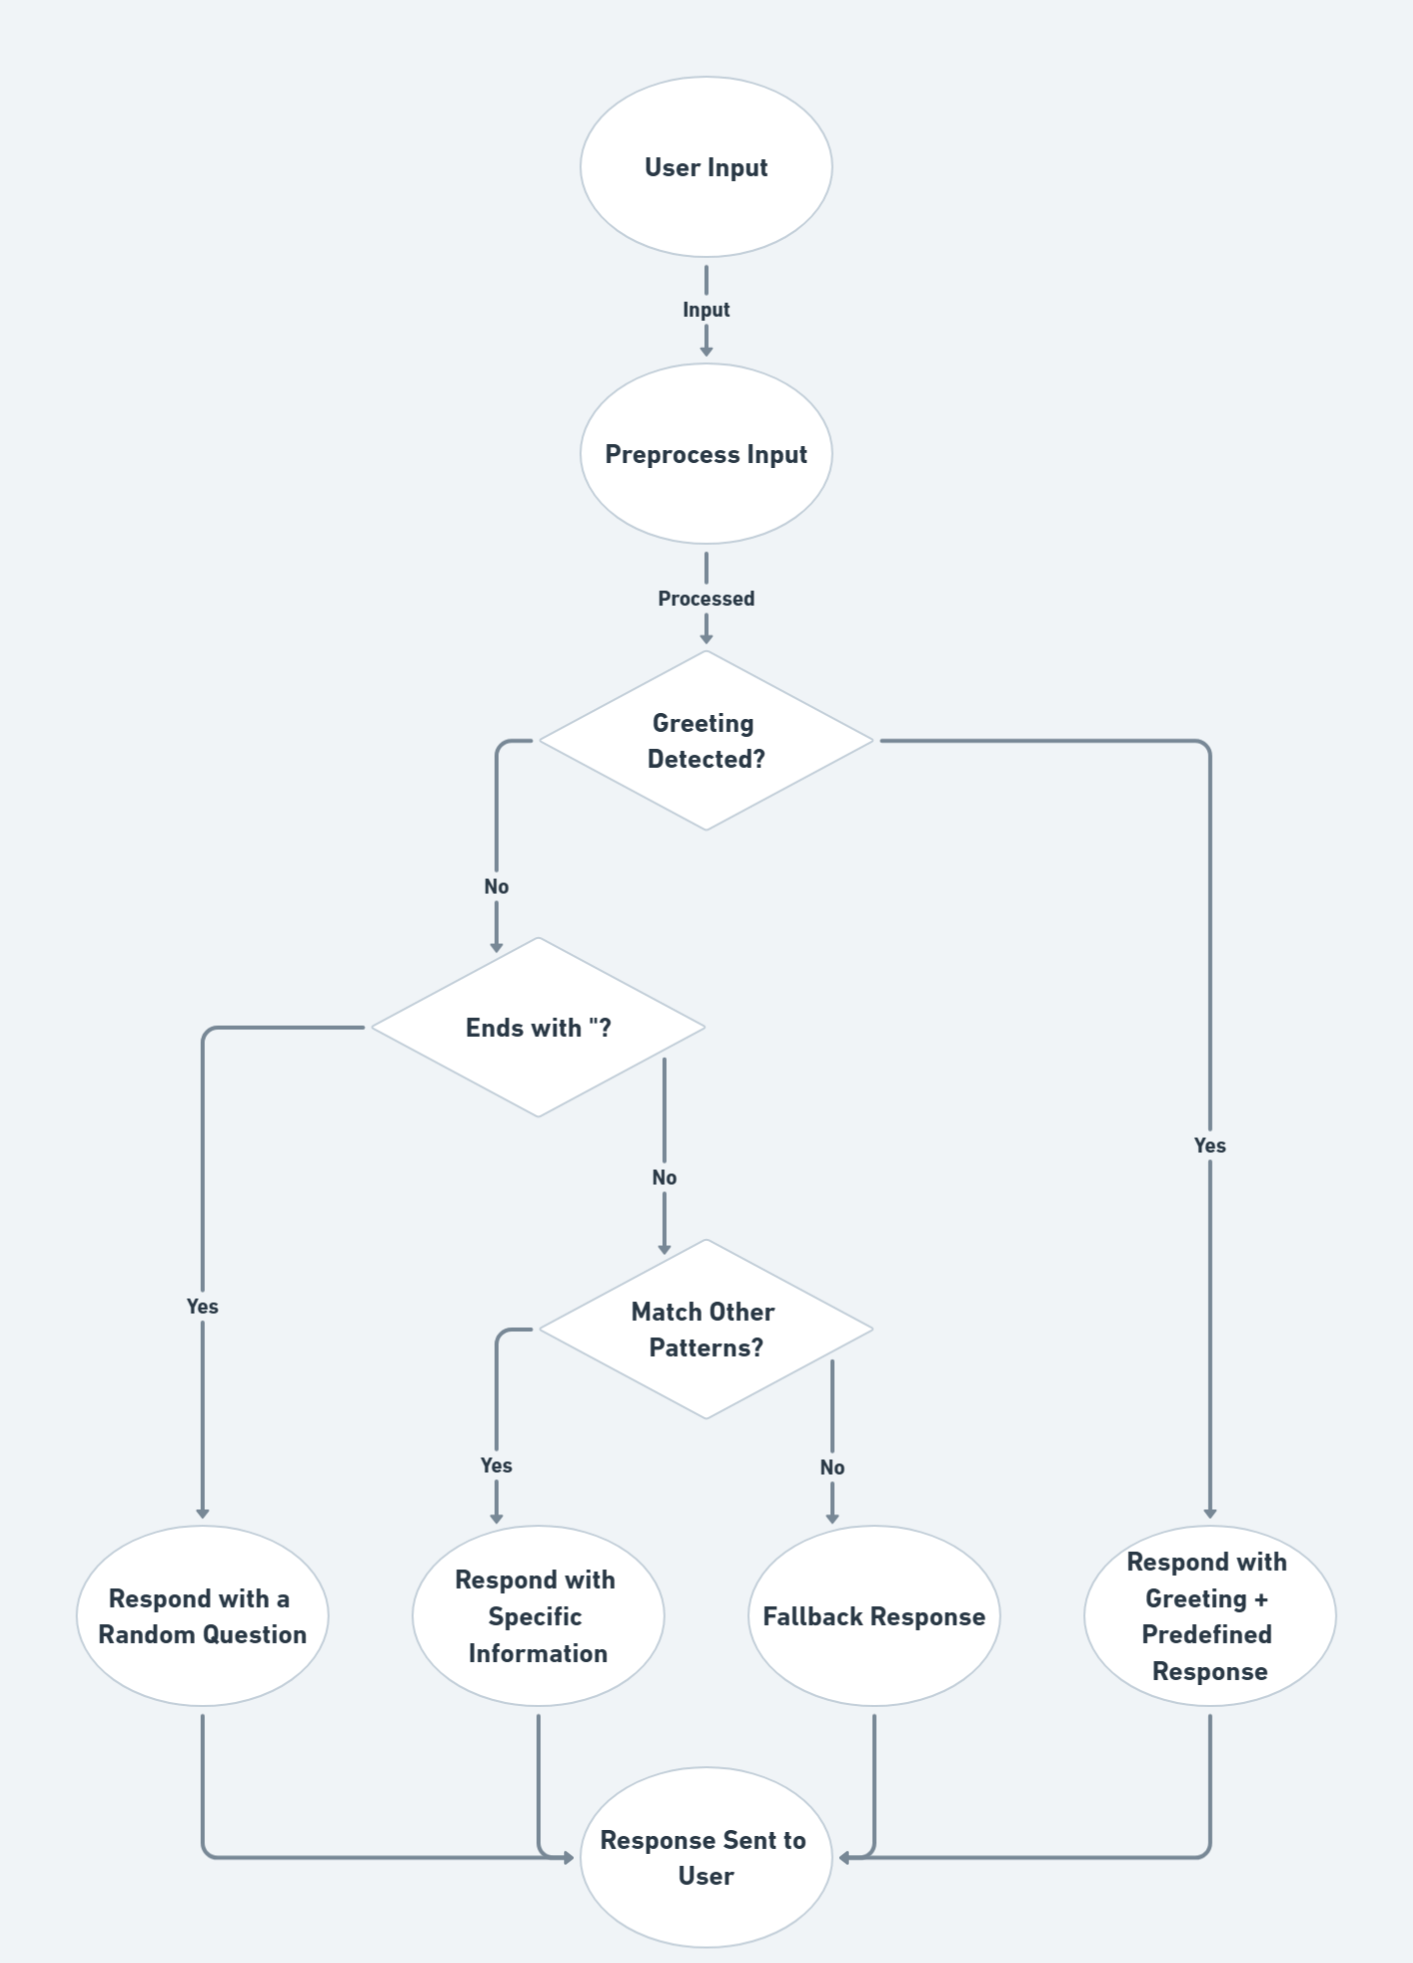 User Input
Input
Preprocess Input
Processed
Greeting
Detected?
No
Ends with "?
Yes
No
Yes
Match Other
Patterns?
Yes
No
Respond with a
Random Question
Respond with
Specific
Information
Fallback Response
Respond with
Greeting +
Predefined
Response
Response Sent to
User